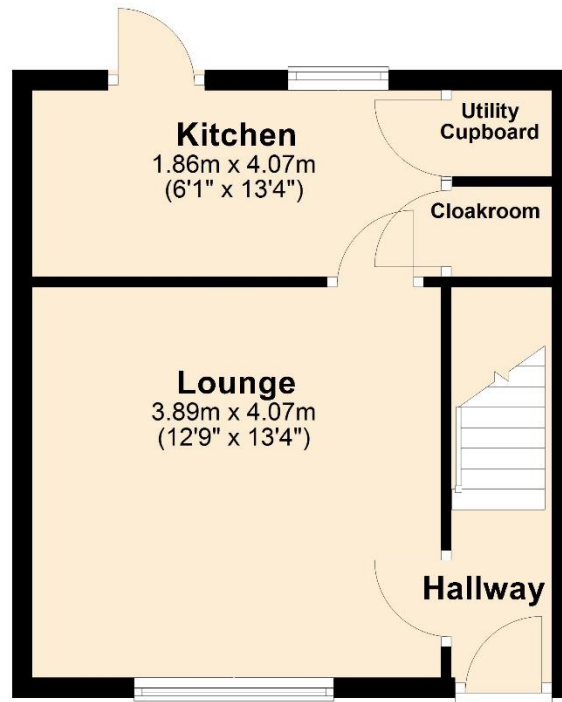 Kitchen
1.86m x 4.07m
(6'1" x 13'4")
Utility
Cupboard
Cloakroom
Lounge
3.89m x 4.07m
(12'9" x 13'4")
Hallway